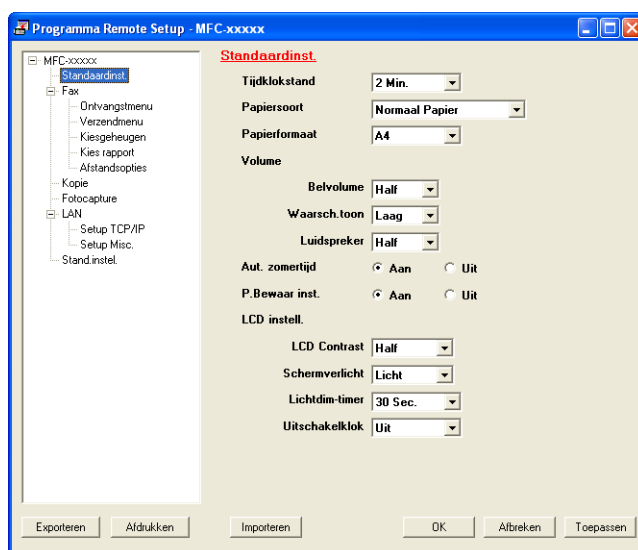 Programma Remote Setup - MFC-xxxxx
MFC-xxxxx
Standaardinst.
Fax
Ontvangstmenu
Verzendmenu
Kiesgeheugen
Kies rapport
Afstandsopties
Kopie
Fotocapture
LAN
Setup TCP/IP
Setup Misc.
Stand.instel.
Standaardinst.
Tijdklokstand 2 Min.
Papiersoort Normaal Papier
Papierformaat A4
Volume
Belvolume Half
Waarsch.toon Laag
Luidspreker Half
Aut. zomertijd Aan Uit
P.Bewaar inst. Aan Uit
LCD instell.
LCD Contrast Half
Schermverlicht Licht
Lichtdim-timer 30 Sec.
Uitschakelklok Uit
Exporteren Afdrukken Importeren OK Afbreken Toepassen